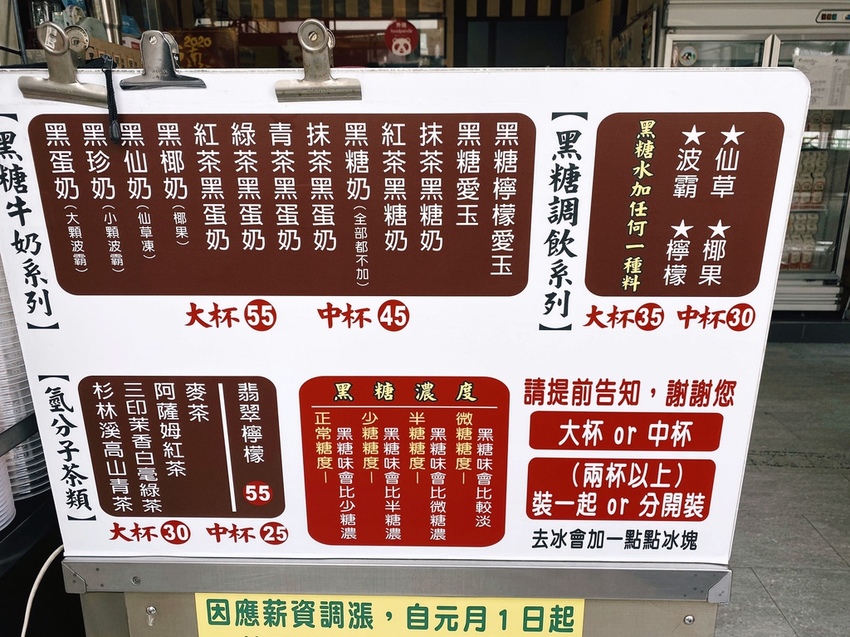 【黑糖牛奶系列】
黑糖檸檬愛玉
黑糖愛玉
抹茶黑糖奶
紅茶黑糖奶
黑糖奶(全部都不加)
抹茶黑蛋奶
青茶黑蛋奶
綠茶黑蛋奶
紅茶黑蛋奶
黑椰奶(椰果)
黑仙奶(仙草凍)
黑珍奶(小顆波霸)
黑蛋奶(大顆波霸)
大杯55 中杯45
【黑糖調飲系列】
★仙草 ★椰果
★波霸 ★檸檬
黑糖水加任何一種料
大杯35 中杯30
【氫分子茶類】
翡翠檸檬 55
麥茶
阿薩姆紅茶
三印茉香白毫綠茶
杉林溪高山青茶
大杯30 中杯25
黑糖濃度
微糖糖度—
黑糖味會比較淡
半糖糖度—
黑糖味會比微糖濃
少糖糖度—
黑糖味會比半糖濃
正常糖度—
黑糖味會比少糖濃
請提前告知，謝謝您
大杯 or 中杯
(兩杯以上)
裝一起 or 分開裝
去冰會加一點點冰塊
因應薪資調漲，自元月1日起